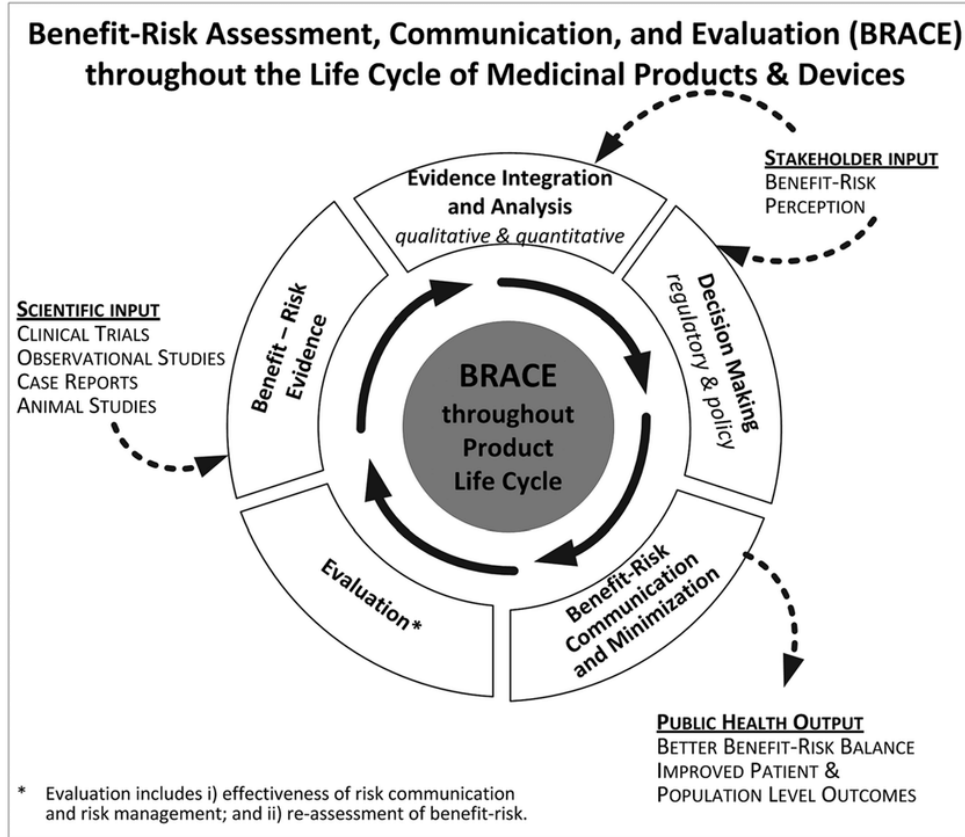 Benefit-Risk Assessment, Communication, and Evaluation (BRACE)
throughout the Life Cycle of Medicinal Products & Devices
STAKEHOLDER INPUT
BENEFIT-RISK
PERCEPTION
Evidence Integration
and Analysis
qualitative & quantitative
Decision Making
regulatory & policy
SCIENTIFIC INPUT
CLINICAL TRIALS
OBSERVATIONAL STUDIES
CASE REPORTS
ANIMAL STUDIES
Benefit – Risk
Evidence
BRACE
throughout
Product
Life Cycle
Evaluation*
Benefit-Risk
Communication
and Minimization
PUBLIC HEALTH OUTPUT
BETTER BENEFIT-RISK BALANCE
IMPROVED PATIENT &
POPULATION LEVEL OUTCOMES
* Evaluation includes i) effectiveness of risk communication
and risk management; and ii) re-assessment of benefit-risk.